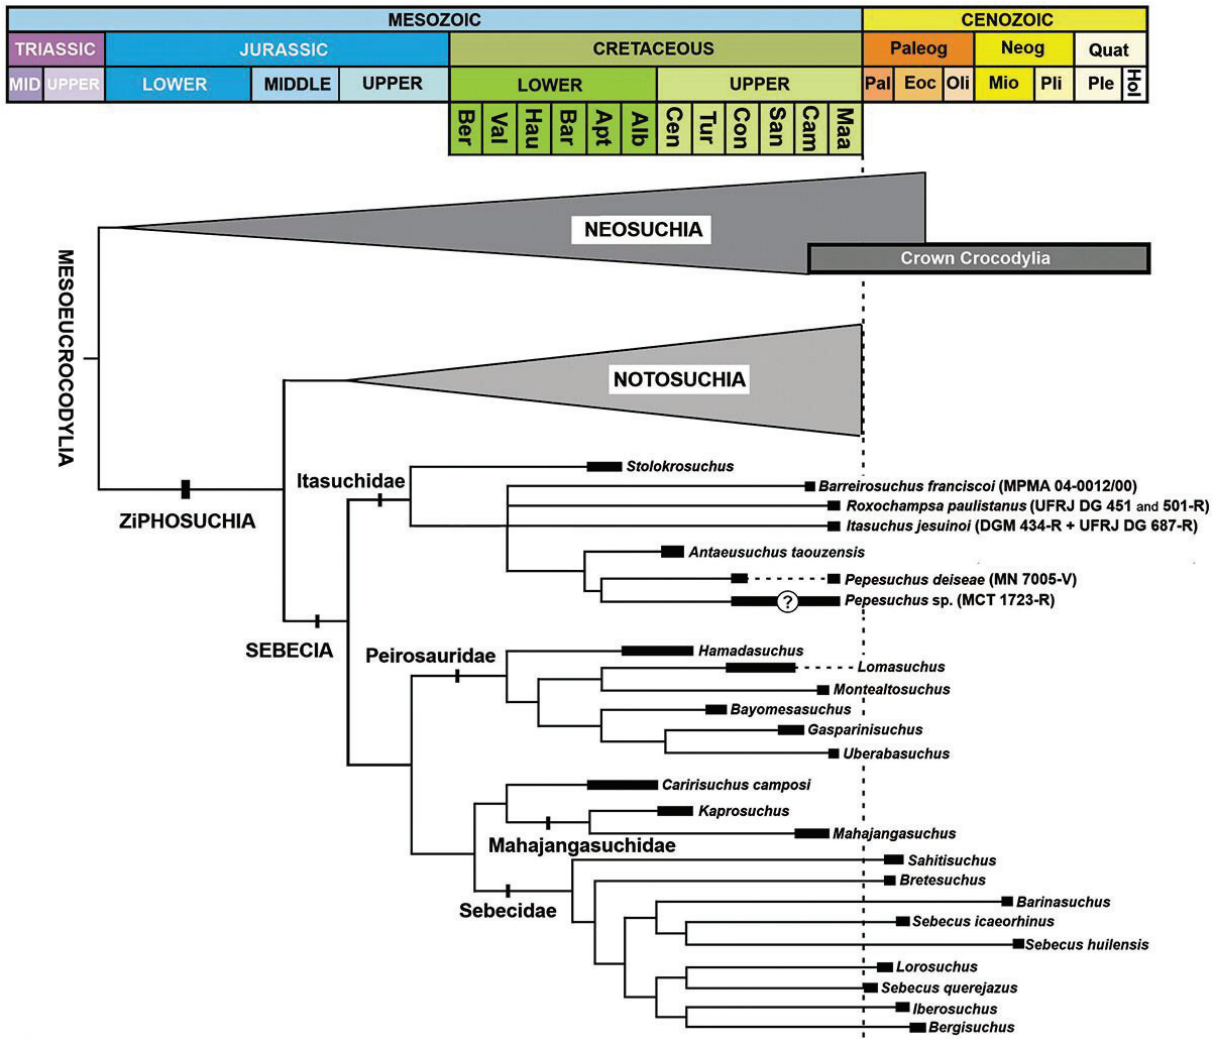 MESOZOIC CENOZOIC
TRIASSIC JURASSIC CRETACEOUS Paleog Neog Quat
MID UPPER LOWER MIDDLE UPPER LOWER UPPER Pal Eoc Oli Mio Pli Ple Hol
Ber Val Hau Bar Apt Alb Cen Tur Con San Cam Maa
NEOSUCHIA
Crown Crocodylia
MESOEUCROCODYLIA
NOTOSUCHIA
Stolokrosuchus
Itasuchidae
Barreirosuchus franciscoi (MPMA 04-0012/00)
Roxochampsa paulistanus (UFRJ DG 451 and 501-R)
ZiPHOSUCHIA
Itasuchus jesuinoi (DGM 434-R + UFRJ DG 687-R)
Antaeusuchus taouzensis
Pepesuchus deiseae (MN 7005-V)
? Pepesuchus sp. (MCT 1723-R)
SEBECIA
Peirosauridae
Hamadasuchus
Lomasuchus
Montealtosuchus
Bayomesasuchus
Gasparinisuchus
Uberabasuchus
Caririsuchus camposi
Kaprosuchus
Mahajangasuchus
Mahajangasuchidae
Sahitisuchus
Bretesuchus
Sebecidae
Barinasuchus
Sebecus icaeorhinus
Sebecus huilensis
Lorosuchus
Sebecus querejazus
Iberosuchus
Bergisuchus